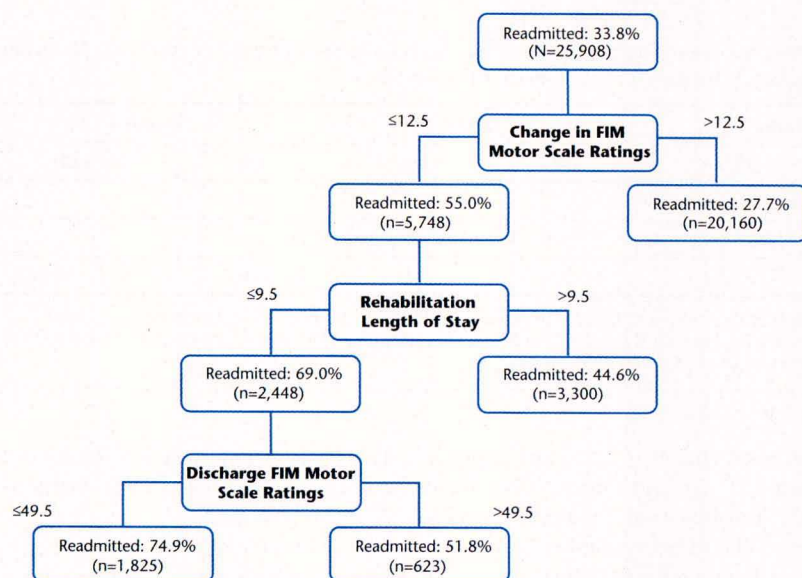 Readmitted: 33.8%
(N=25,908)
≤12.5
Change in FIM
Motor Scale Ratings
>12.5
Readmitted: 55.0%
(n=5,748)
Readmitted: 27.7%
(n=20,160)
≤9.5
Rehabilitation
Length of Stay
>9.5
Readmitted: 69.0%
(n=2,448)
Readmitted: 44.6%
(n=3,300)
Discharge FIM Motor
Scale Ratings
≤49.5
>49.5
Readmitted: 74.9%
(n=1,825)
Readmitted: 51.8%
(n=623)